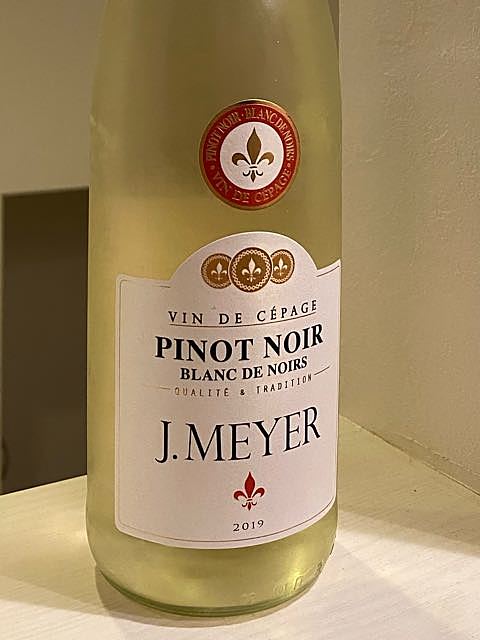 PINOT NOIR · BLANC DE NOIRS
VIN DE CÉPAGE
VIN DE CÉPAGE
PINOT NOIR
BLANC DE NOIRS
QUALITÉ & TRADITION
J. MEYER
2019